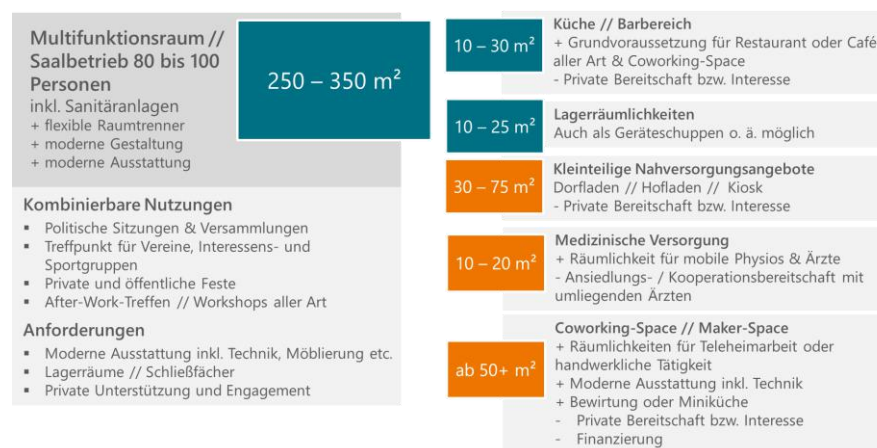 Multifunktionsraum //
Saalbetrieb 80 bis 100
Personen
inkl. Sanitäranlagen
+ flexible Raumtrenner
+ moderne Gestaltung
+ moderne Ausstattung
250 – 350 m²
Kombinierbare Nutzungen
▪ Politische Sitzungen & Versammlungen
▪ Treffpunkt für Vereine, Interessens- und
Sportgruppen
▪ Private und öffentliche Feste
▪ After-Work-Treffen // Workshops aller Art
Anforderungen
▪ Moderne Ausstattung inkl. Technik, Möblierung etc.
▪ Lagerräume // Schließfächer
▪ Private Unterstützung und Engagement
10 – 30 m²
Küche // Barbereich
+ Grundvoraussetzung für Restaurant oder Café
aller Art & Coworking-Space
- Private Bereitschaft bzw. Interesse
10 – 25 m²
Lagerräumlichkeiten
Auch als Geräteschuppen o. ä. möglich
30 – 75 m²
Kleinteilige Nahversorgungsangebote
Dorfladen // Hofladen // Kiosk
- Private Bereitschaft bzw. Interesse
10 – 20 m²
Medizinische Versorgung
+ Räumlichkeit für mobile Physios & Ärzte
- Ansiedlungs- / Kooperationsbereitschaft mit
umliegenden Ärzten
ab 50+ m²
Coworking-Space // Maker-Space
+ Räumlichkeiten für Teleheimarbeit oder
handwerkliche Tätigkeit
+ Moderne Ausstattung inkl. Technik
+ Bewirtung oder Miniküche
- Private Bereitschaft bzw. Interesse
- Finanzierung